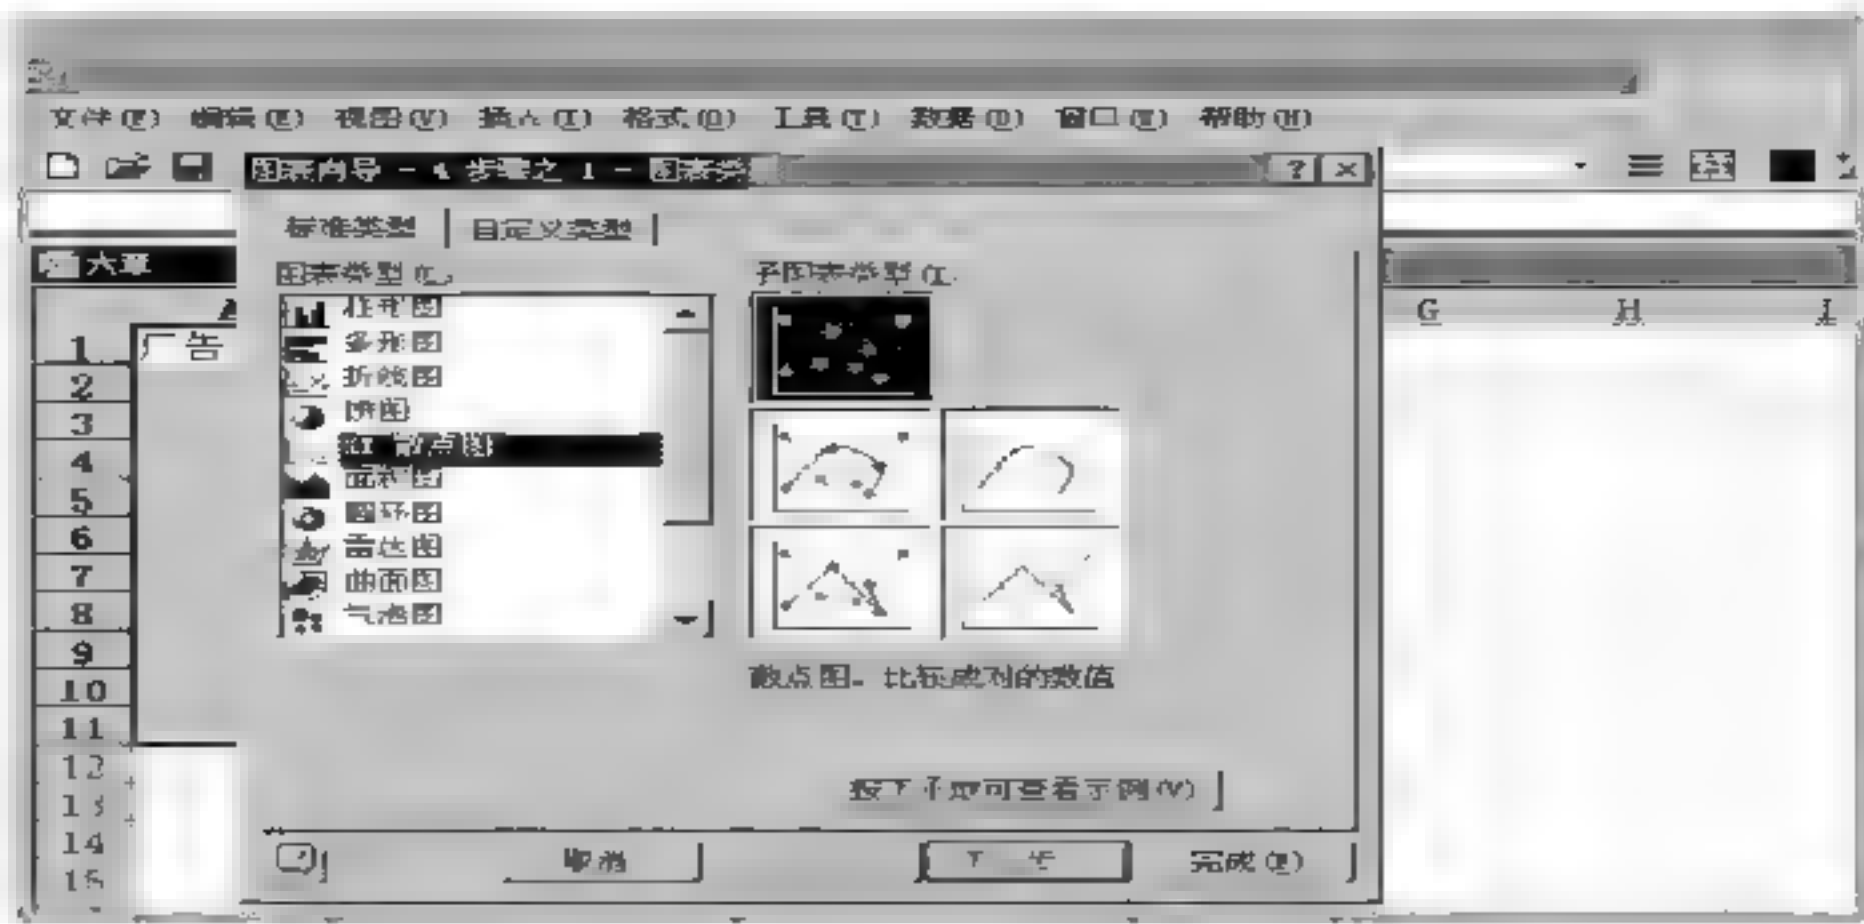 文件(F) 编辑(E) 视图(V) 插入(I) 格式(O) 工具(T) 数据(D) 窗口(W) 帮助(H)
图表向导 - 4 步骤之 1 - 图表类
标准类型 自定义类型
六章
图表类型(C)
子图表类型(T)
G H I
柱形图
条形图
折线图
饼图
XY 散点图
面积图
圆环图
雷达图
曲面图
气泡图
1 广告
2
3
4
5
6
7
8
9
10
11
12
13
14
15
散点图。比较成对的数值
按下不放可查看示例(V)
取消 完成(F)